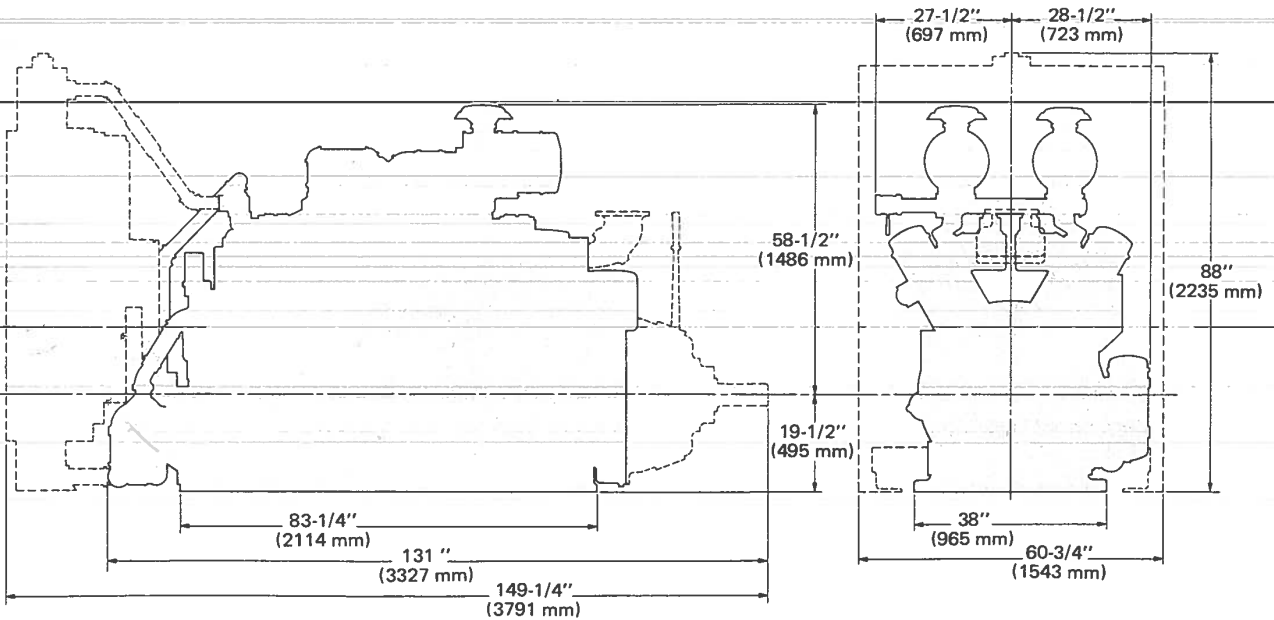 27-1/2''
(697 mm)
28-1/2''
(723 mm)
58-1/2''
(1486 mm)
88''
(2235 mm)
19-1/2''
(495 mm)
83-1/4''
(2114 mm)
38''
(965 mm)
131 ''
(3327 mm)
60-3/4''
(1543 mm)
149-1/4''
(3791 mm)